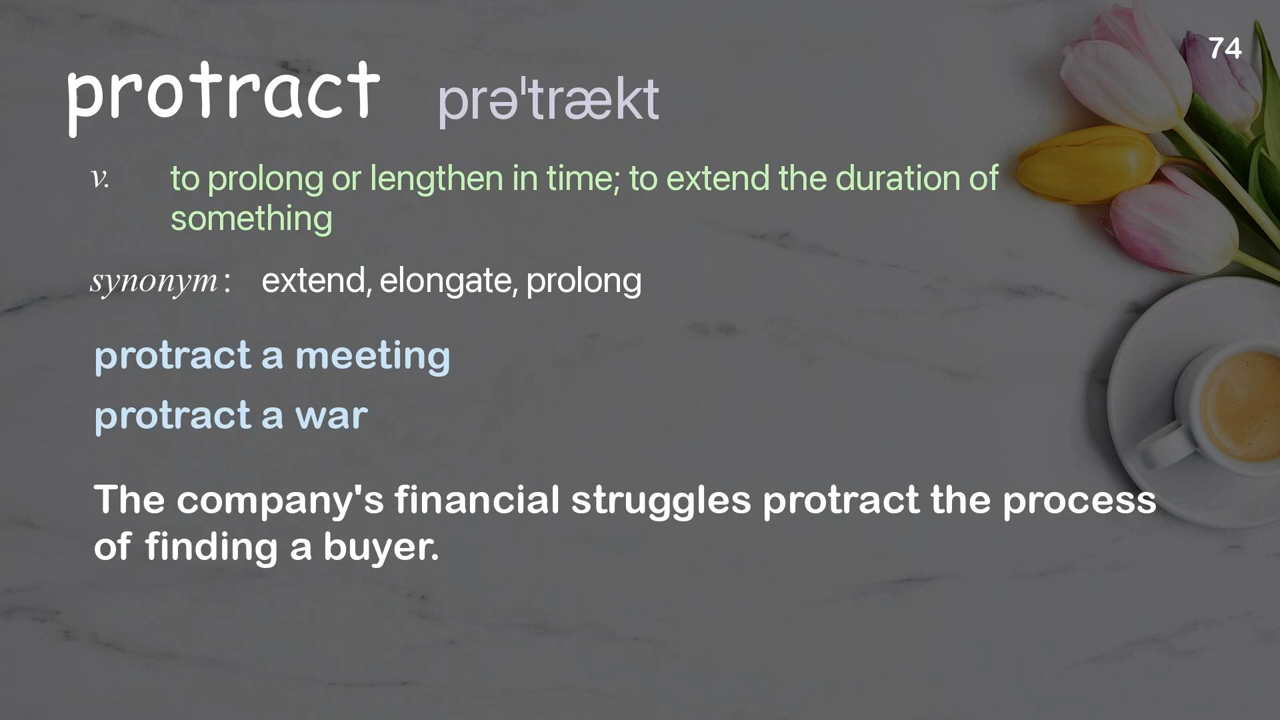 74
protract prəˈtrækt
v. to prolong or lengthen in time; to extend the duration of
something
synonym: extend, elongate, prolong
protract a meeting
protract a war
The company's financial struggles protract the process
of finding a buyer.